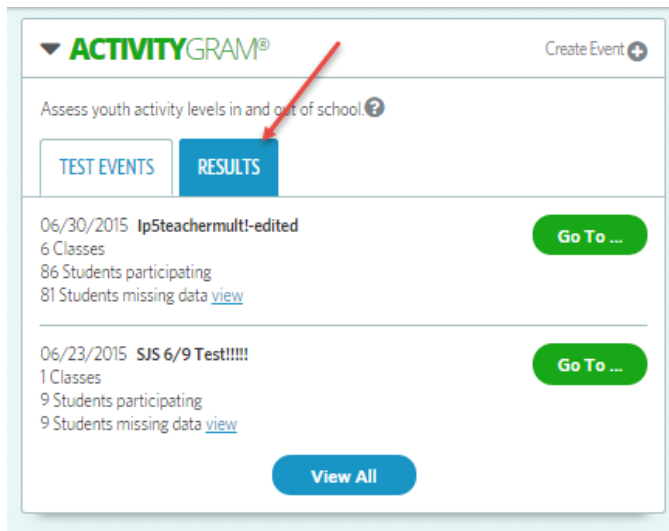 ACTIVITYGRAM®
Create Event
Assess youth activity levels in and out of school.
TEST EVENTS
RESULTS
06/30/2015 lp5teachermult!-edited
Go To ...
6 Classes
86 Students participating
81 Students missing data view
06/23/2015 SJS 6/9 Test!!!!!
Go To ...
1 Classes
9 Students participating
9 Students missing data view
View All